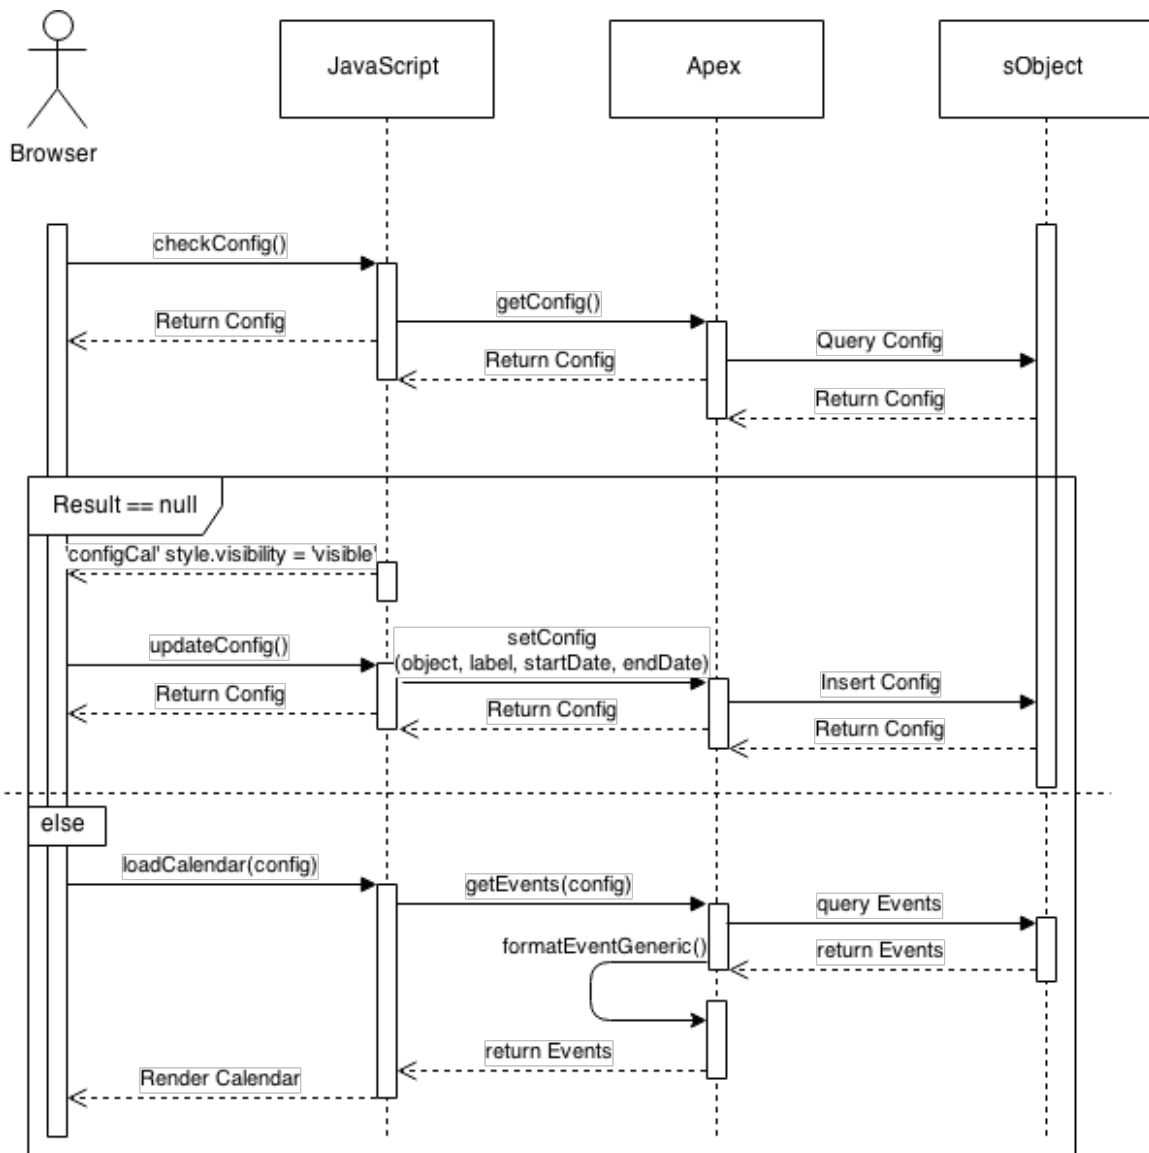 JavaScript
Apex
sObject
Browser
checkConfig()
getConfig()
Return Config
Query Config
Return Config
Return Config
Result == null
'configCal' style.visibility = 'visible'
setConfig
updateConfig()
(object, label, startDate, endDate)
Insert Config
Return Config
Return Config
Return Config
else
loadCalendar(config)
getEvents(config)
query Events
formatEventGeneric()
return Events
return Events
Render Calendar